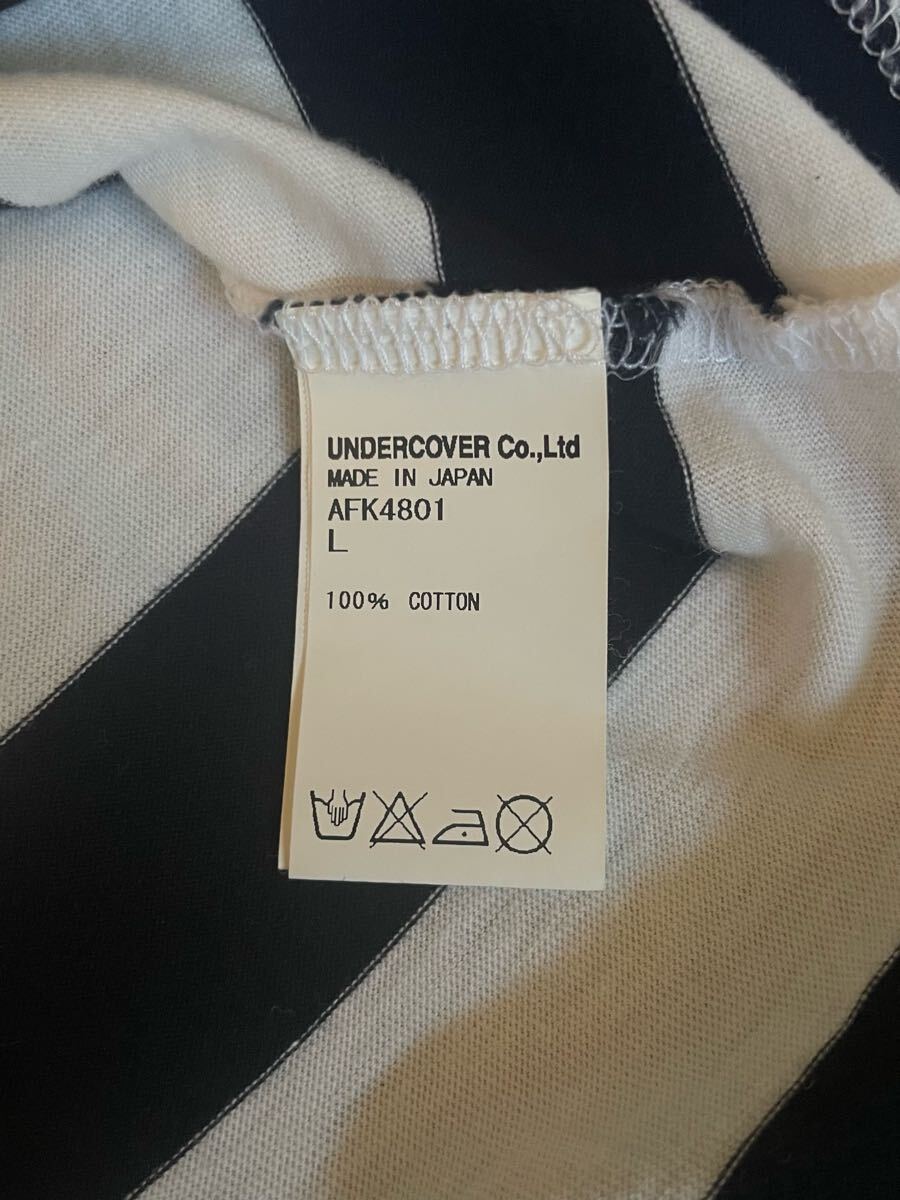 UNDERCOVER Co.,Ltd
MADE IN JAPAN
AFK4801
L
100% COTTON